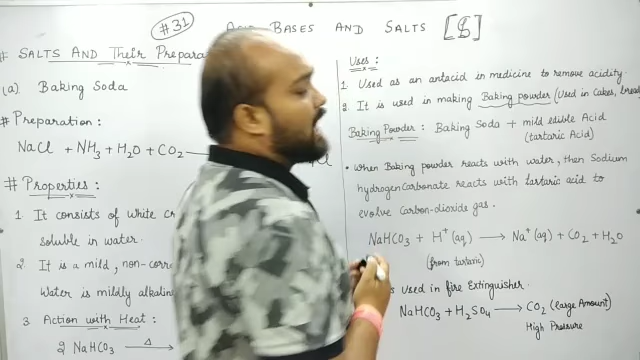 #31
AND BASES AND SALTS [8]
# SALTS AND Their Prepara
(a) Baking Soda
# Preparation :
NaCl + NH3 + H2O + CO2 —
# Properties :
1. It consists of white cr
soluble in water.
2. It is a mild, non-corro
Water is mildly alkalin
3. Action with Heat :
2 NaHCO3 —Δ→
Uses :
1. Used as an antacid in medicine to remove acidity.
2. It is used in making Baking powder (Used in Cakes, bread
Baking Powder : Baking Soda + mild edible Acid
(tartaric Acid)
• When Baking powder reacts with water, then Sodium
hydrogenCarbonate reacts with tartaric acid to
evolve Carbon-dioxide gas.
NaHCO3 + H+ (aq) → Na+ (aq) + CO2 + H2O
(from tartaric)
s Used in fire Extinguisher.
NaHCO3 + H2SO4 → CO2 (large Amount)
High Pressure